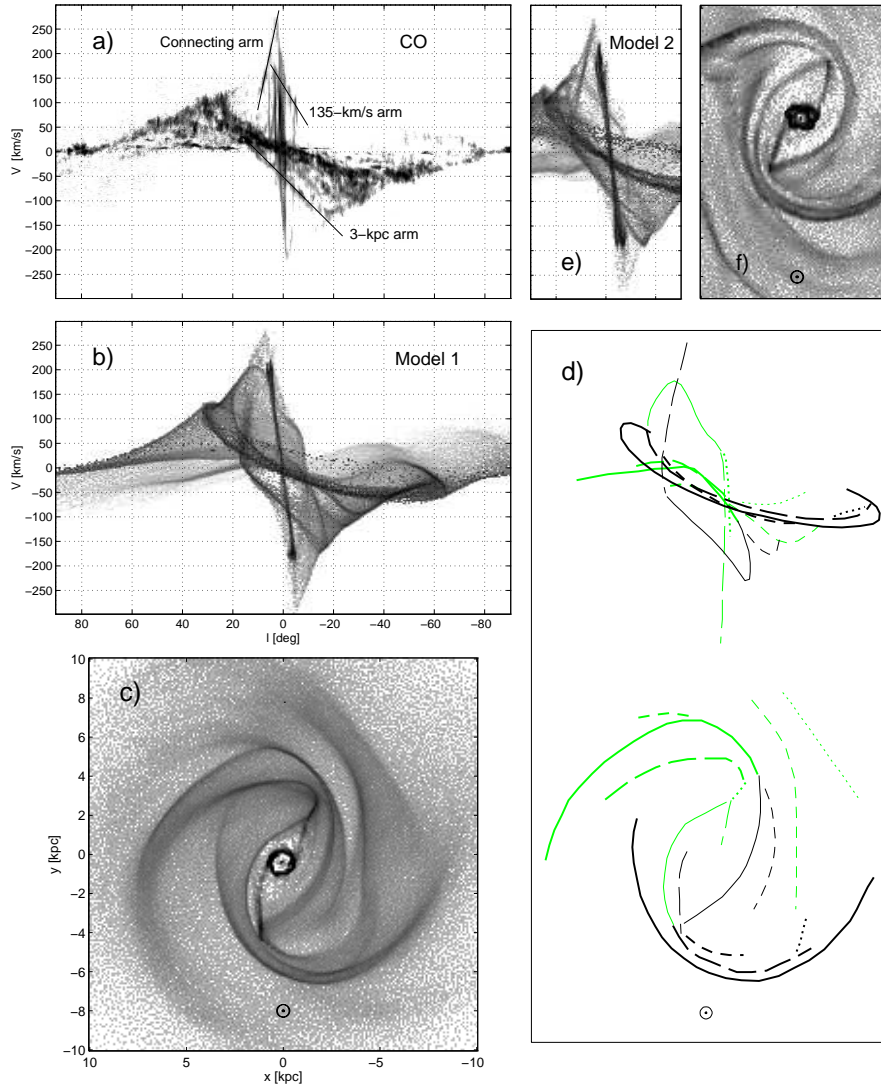 a)
CO
Connecting arm
135-km/s arm
3-kpc arm
V [km/s]
250
200
150
100
50
0
-50
-100
-150
-200
-250
e)
Model 2
f)
b)
Model 1
V [km/s]
250
200
150
100
50
0
-50
-100
-150
-200
-250
80 60 40 20 0 -20 -40 -60 -80
l [deg]
d)
c)
y [kpc]
10
8
6
4
2
0
-2
-4
-6
-8
-10
10 5 0 -5 -10
x [kpc]